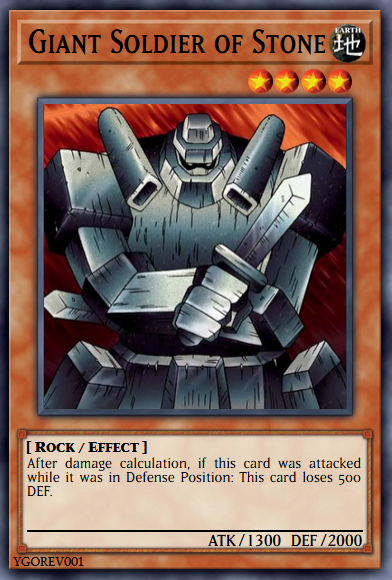 GIANT SOLDIER OF STONE
EARTH
地
[ ROCK / EFFECT ]
After damage calculation, if this card was attacked
while it was in Defense Position: This card loses 500
DEF.
ATK / 1300 DEF / 2000
YGOREV001